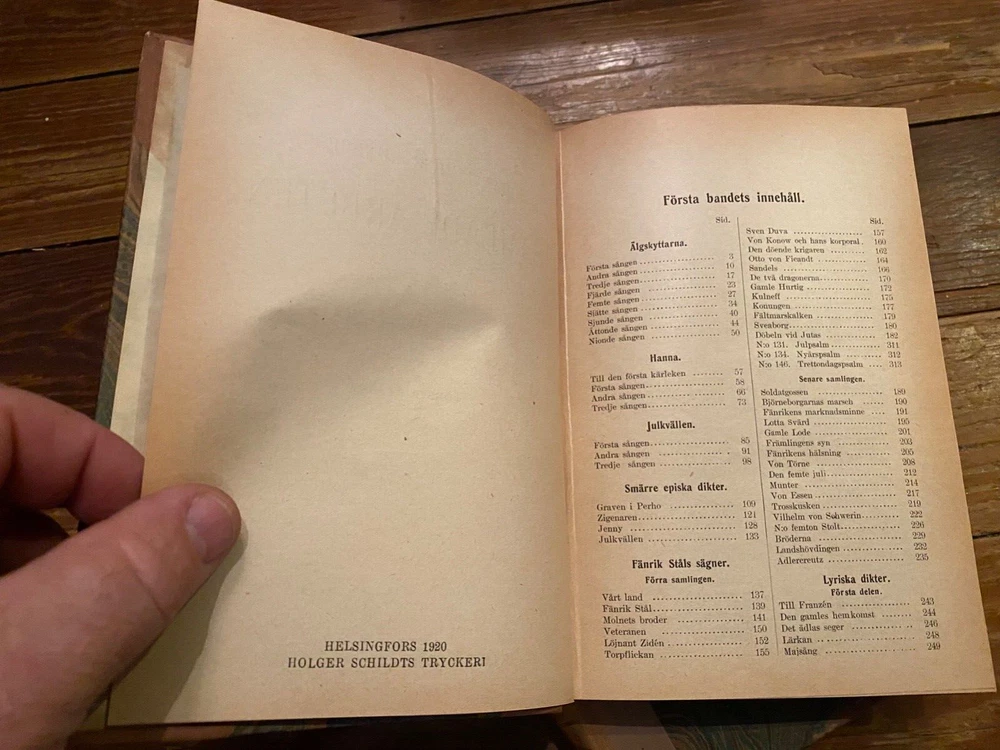 HELSINGFORS 1920
HOLGER SCHILDTS TRYCKERI
Första bandets innehåll.
Sid.
Älgskyttarna.
Första sången 3
Andra sången 10
Tredje sången 17
Fjärde sången 23
Femte sången 27
Sjätte sången 34
Sjunde sången 40
Åttonde sången 44
Nionde sången 50
Hanna.
Till den första kärleken 57
Första sången 58
Andra sången 66
Tredje sången 73
Julkvällen.
Första sången 85
Andra sången 91
Tredje sången 98
Smärre episka dikter.
Graven i Perho 109
Zigenaren 121
Jenny 128
Julkvällen 133
Fänrik Ståls sägner.
Förra samlingen.
Vårt land 137
Fänrik Stål 139
Molnets broder 141
Veteranen 150
Löjnant Zidén 152
Torpflickan 155
Sid.
Sven Duva 157
Von Konow och hans korporal 160
Den döende krigaren 162
Otto von Fieandt 164
Sandels 166
De två dragonerna 170
Gamle Hurtig 172
Kulneff 175
Konungen 177
Fältmarskalken 179
Sveaborg 180
Döbeln vid Jutas 182
N:o 131. Julpsalm 311
N:o 134. Nyårspsalm 312
N:o 146. Trettondagspsalm 313
Senare samlingen.
Soldatgossen 189
Björneborgarnas marsch 190
Fänrikens marknadsminne 191
Lotta Svärd 195
Gamle Lode 201
Främlingens syn 203
Fänrikens hälsning 205
Von Törne 208
Den femte juli 212
Munter 214
Von Essen 217
Trosskusken 219
Vilhelm von Schwerin 222
N:o femton Stolt 226
Bröderna 229
Landshövdingen 232
Adlercreutz 235
Lyriska dikter.
Första delen.
Till Franzén 243
Den gamles hemkomst 244
Det ädlas seger 246
Lärkan 248
Majsång 249